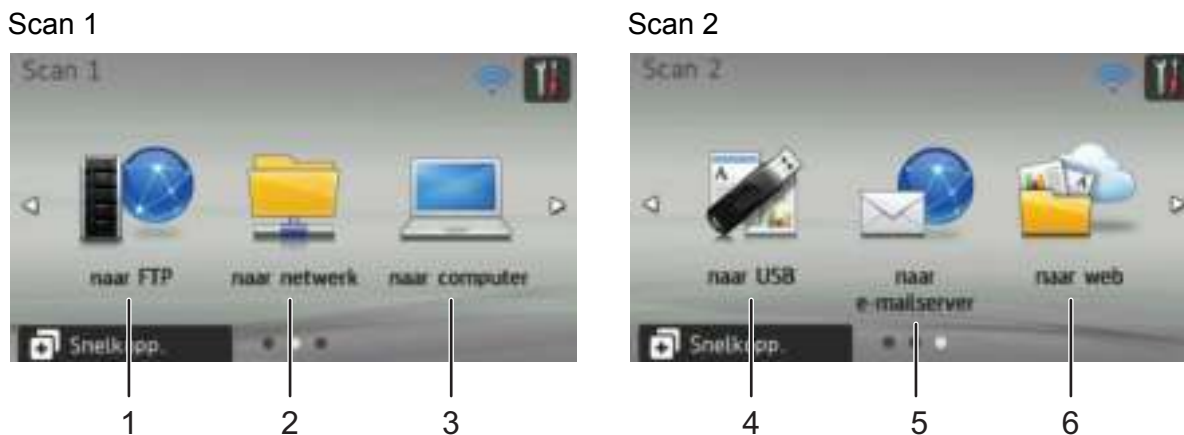 Scan 1
Scan 2
Scan 1
naar FTP
naar netwerk
naar computer
Snelkopp.
1
2
3
Scan 2
A
A
naar USB
naar
e-mailserver
naar web
Snelkopp.
4
5
6